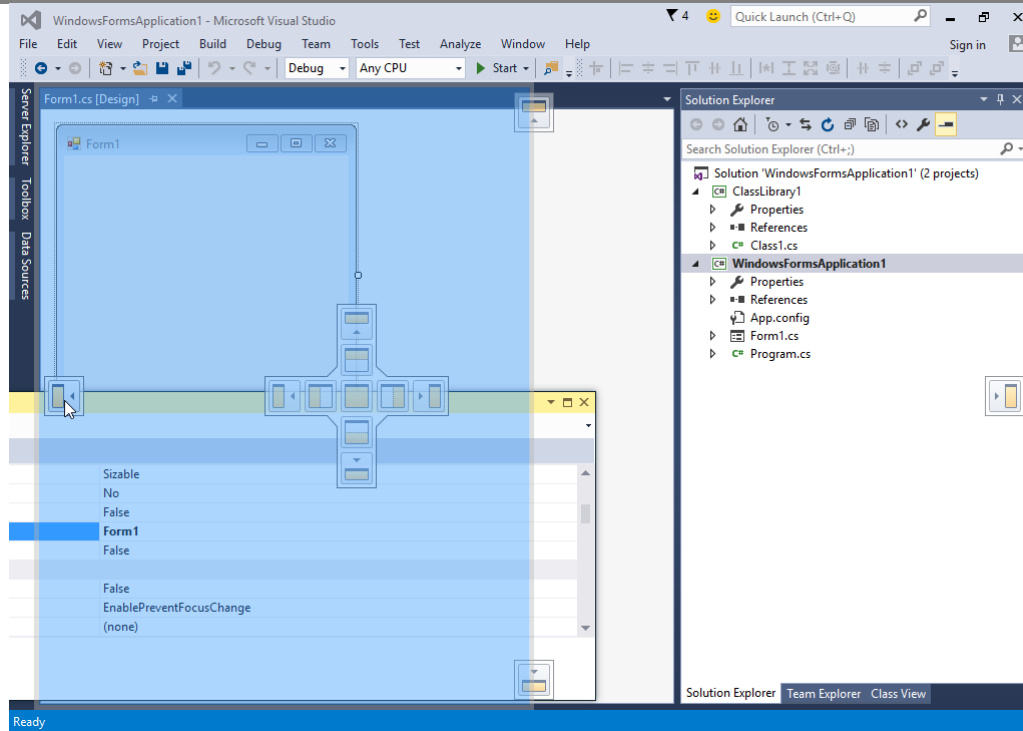 WindowsFormsApplication1 - Microsoft Visual Studio
4
Quick Launch (Ctrl+Q)
File Edit View Project Build Debug Team Tools Test Analyze Window Help
Sign in
Debug Any CPU Start
Server Explorer
Toolbox
Data Sources
Form1.cs [Design]
Form1
Sizable
No
False
Form1
False
False
EnablePreventFocusChange
(none)
Solution Explorer
Search Solution Explorer (Ctrl+;)
Solution 'WindowsFormsApplication1' (2 projects)
C# ClassLibrary1
Properties
References
C# Class1.cs
C# WindowsFormsApplication1
Properties
References
App.config
Form1.cs
C# Program.cs
Solution Explorer Team Explorer Class View
Ready